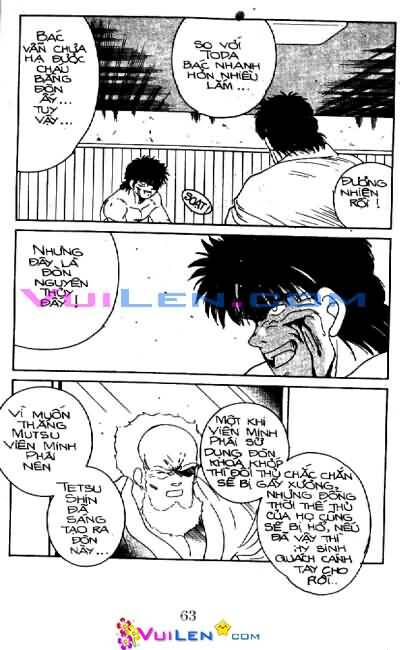 BÁC
VẪN CHƯA
HẠ ĐƯỢC
CHÁU
BẰNG
ĐÒN
ẤY...
TUY
VẬY...
SO VỚI
TODA
BÁC NHANH
HƠN NHIỀU
LẮM...
SOẠT
ĐƯƠNG
NHIÊN
RỒI!
NHƯNG
ĐÂY LÀ
ĐÒN
NGUYÊN
THỦY
ĐẤY!
VUILEN.COM
VÌ MUỐN
THẮNG
MUTSU
VIÊN MINH
PHÁI
NÊN
TETSU
SHIN
ĐÃ
SÁNG
TẠO RA
ĐÒN
NÀY...
MỘT KHI
VIÊN MINH
PHÁI SỬ
DỤNG ĐÒN
KHÓA KHỚP
THÌ ĐỐI THỦ CHẮC CHẮN
SẼ BỊ GÃY XƯƠNG,
NHƯNG ĐỒNG
THỜI THẾ THỦ
CỦA HỌ CŨNG
SẼ BỊ HỞ, NẾU
ĐÃ VẬY THÌ
HY SINH
QUÁCH CÁNH
TAY CHO
RỒI...
63
VUILEN.COM